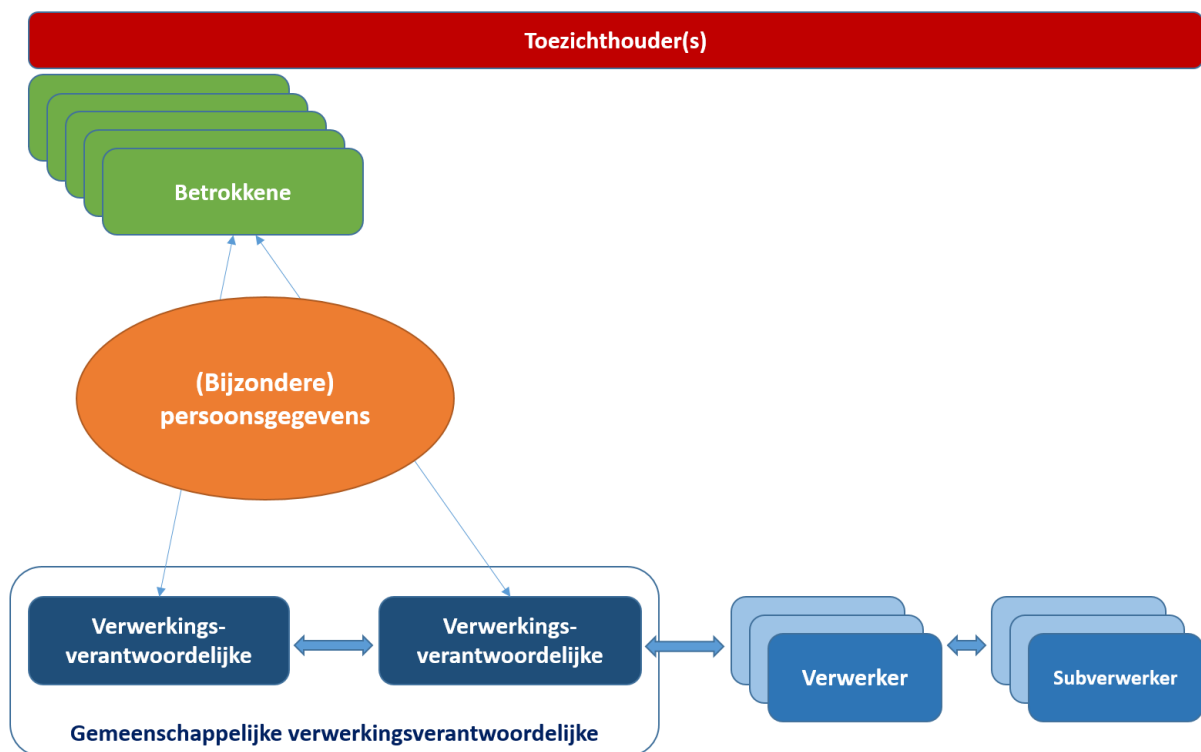 Toezichthouder(s)
Betrokkene
(Bijzondere)
persoonsgegevens
Verwerkings-
verantwoordelijke
Verwerkings-
verantwoordelijke
Verwerker
Subverwerker
Gemeenschappelijke verwerkingsverantwoordelijke